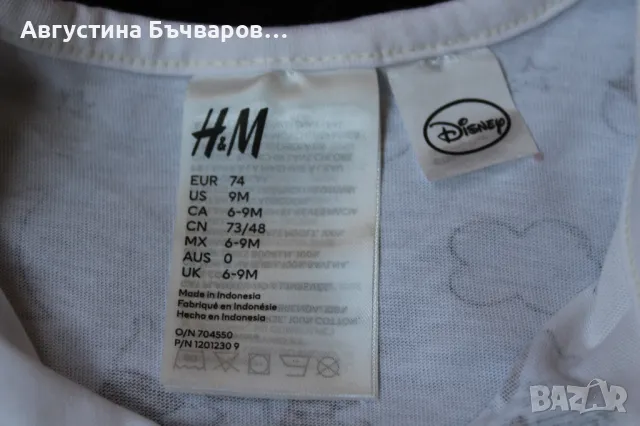 Августина Бъчваров...
H&M
EUR 74
US 9M
CA 6-9M
CN 73/48
MX 6-9M
AUS 0
UK 6-9M
Made in Indonesia
Fabriqué en Indonésie
Hecho en Indonesia
O/N 704550
P/N 1201230 9
Disney
BAZAR